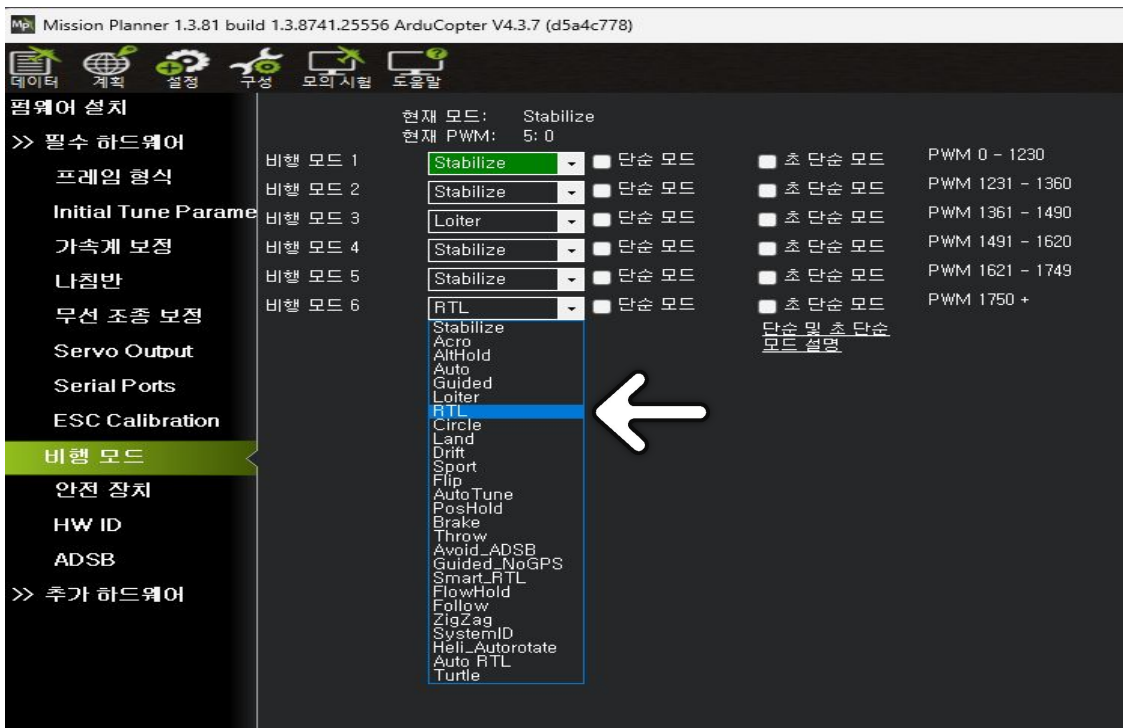 Mission Planner 1.3.81 build 1.3.8741.25556 ArduCopter V4.3.7 (d5a4c778)
데이터 계획 설정 구성 모의 시험 도움말
펌웨어 설치
>> 필수 하드웨어
프레임 형식
Initial Tune Parame
가속계 보정
나침반
무선 조종 보정
Servo Output
Serial Ports
ESC Calibration
비행 모드
안전 장치
HW ID
ADSB
>> 추가 하드웨어
현재 모드: Stabilize
현재 PWM: 5: 0
비행 모드 1 Stabilize 단순 모드 초 단순 모드 PWM 0 - 1230
비행 모드 2 Stabilize 단순 모드 초 단순 모드 PWM 1231 - 1360
비행 모드 3 Loiter 단순 모드 초 단순 모드 PWM 1361 - 1490
비행 모드 4 Stabilize 단순 모드 초 단순 모드 PWM 1491 - 1620
비행 모드 5 Stabilize 단순 모드 초 단순 모드 PWM 1621 - 1749
비행 모드 6 RTL 단순 모드 초 단순 모드 PWM 1750 +
단순 및 초 단순
모드 설명
Stabilize
Acro
AltHold
Auto
Guided
Loiter
RTL
Circle
Land
Drift
Sport
Flip
AutoTune
PosHold
Brake
Throw
Avoid_ADSB
Guided_NoGPS
Smart_RTL
FlowHold
Follow
ZigZag
SystemID
Heli_Autorotate
Auto RTL
Turtle